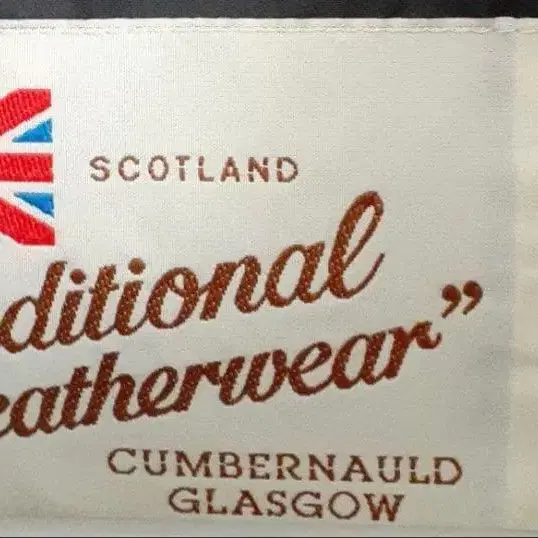 SCOTLAND
ditional
eatherwear”
CUMBERNAULD
GLASGOW